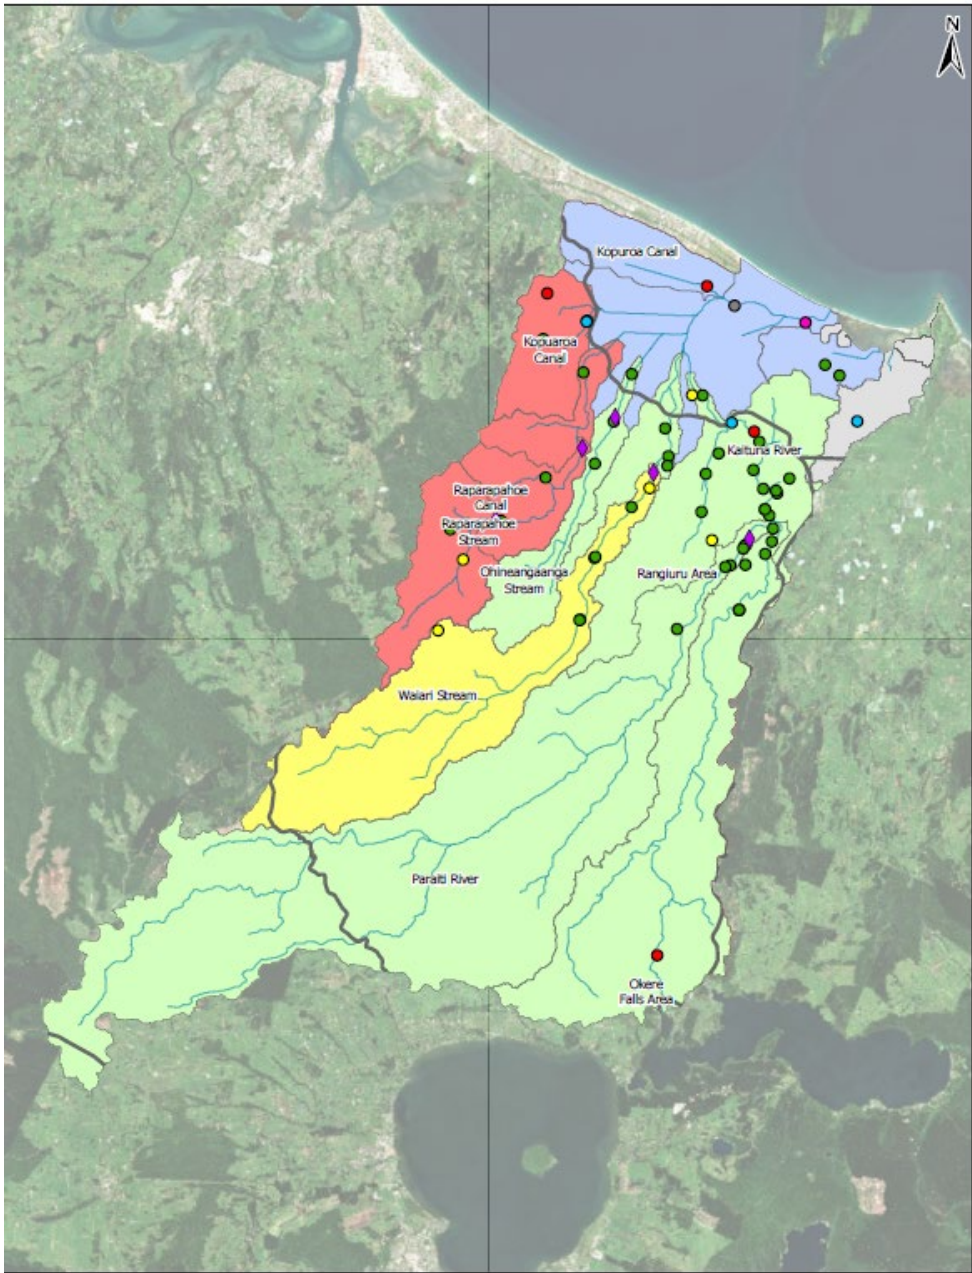 N
Kopuroa Canal
Kopuaroa
Canal
Kaituna River
Raparapahoe
Canal
Raparapahoe
Stream
Ohineangaanga
Stream
Rangiuru Area
Waiari Stream
Paraiti River
Okere
Falls Area